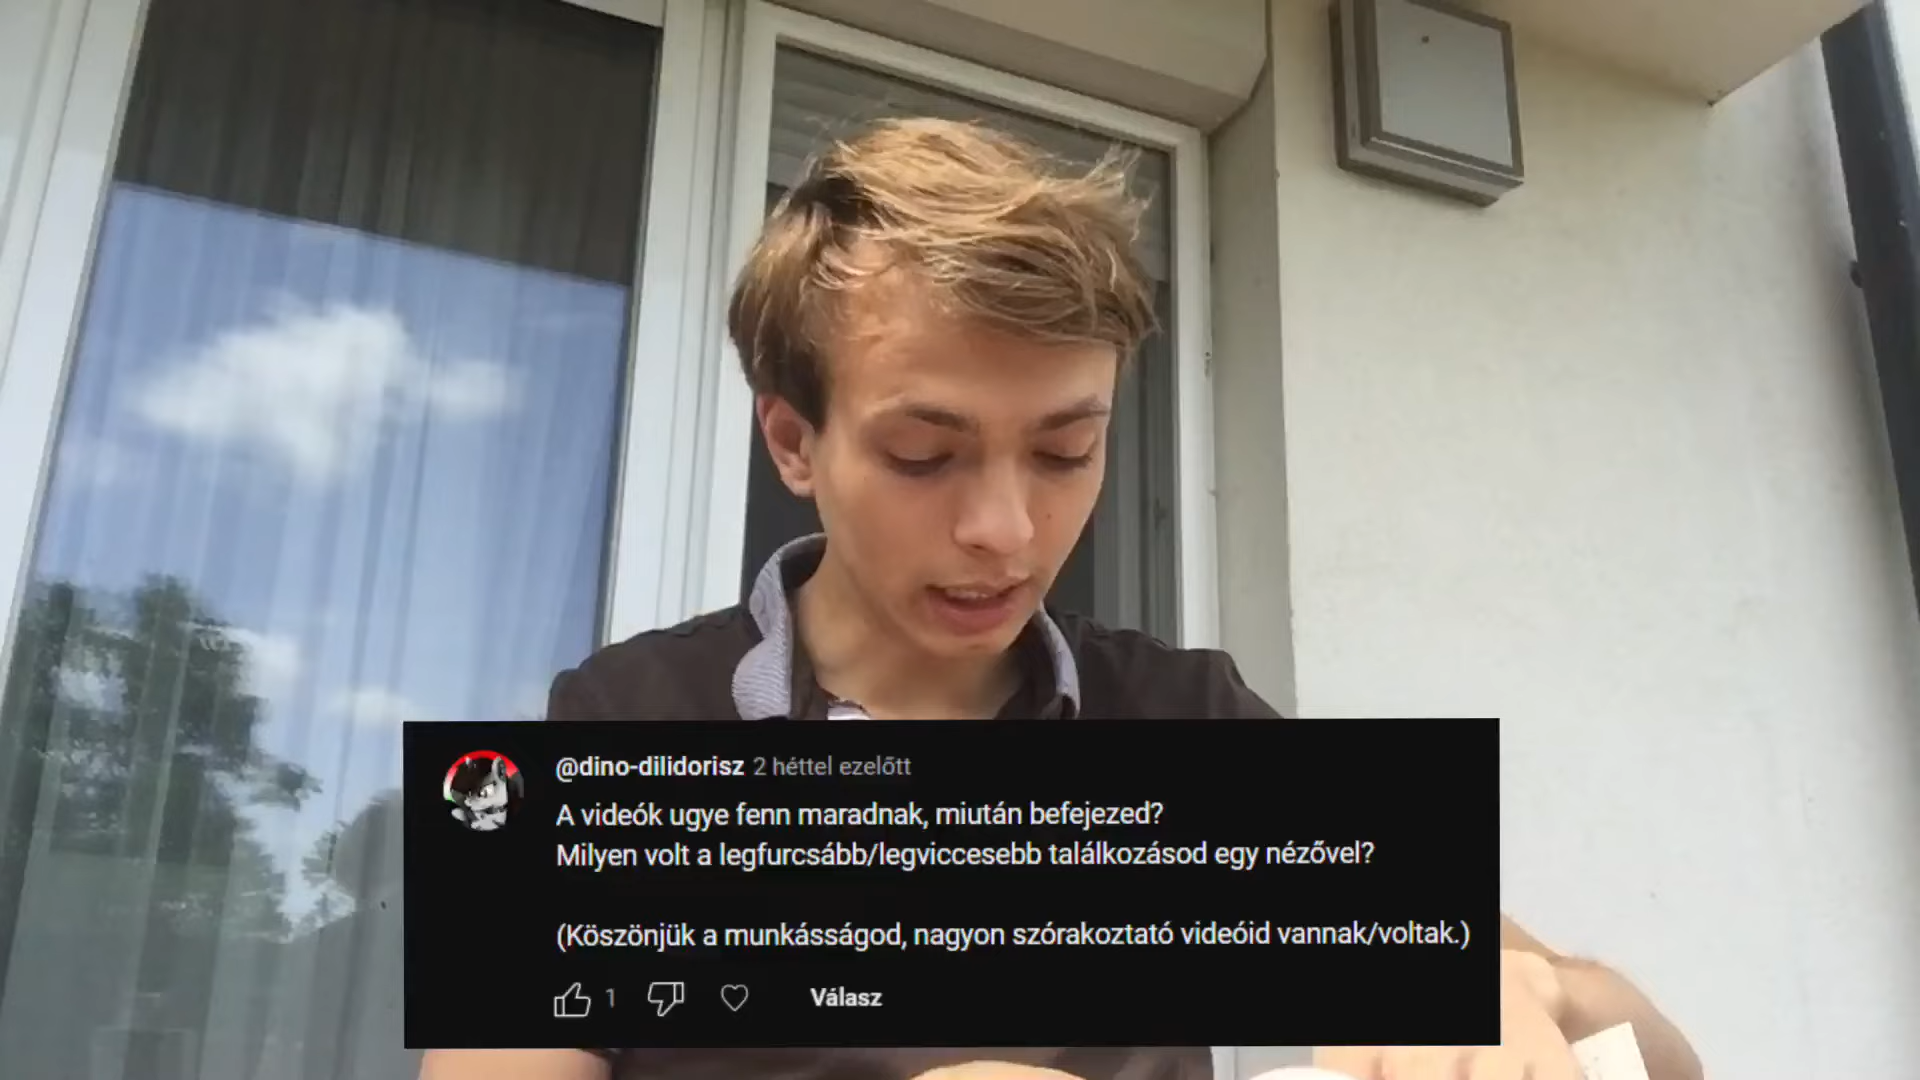 @dino-dilidorisz 2 héttel ezelőtt
A videók ugye fenn maradnak, miután befejezed?
Milyen volt a legfurcsább/legviccesebb találkozásod egy nézővel?
(Köszönjük a munkásságod, nagyon szórakoztató videóid vannak/voltak.)
1 Válasz